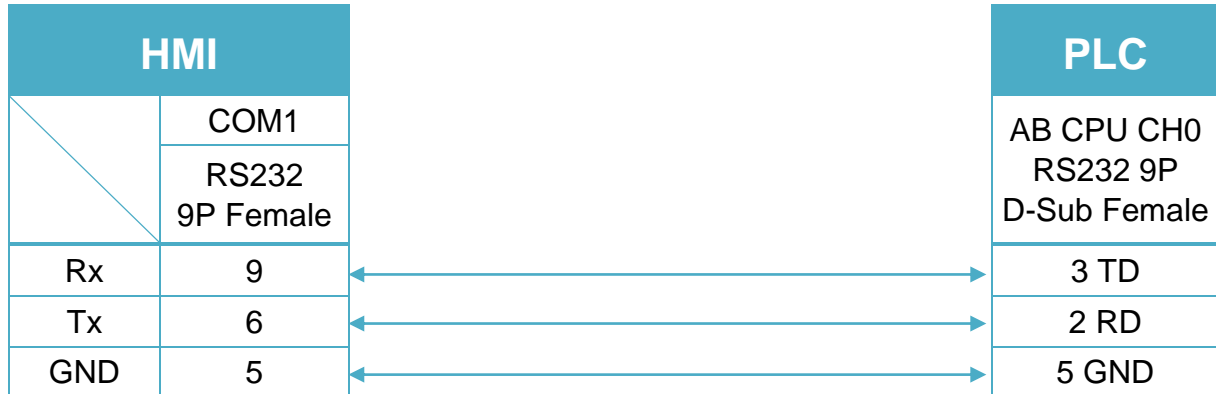 HMI
PLC
COM1
RS232
9P Female
AB CPU CH0
RS232 9P
D-Sub Female
Rx 9 3 TD
Tx 6 2 RD
GND 5 5 GND